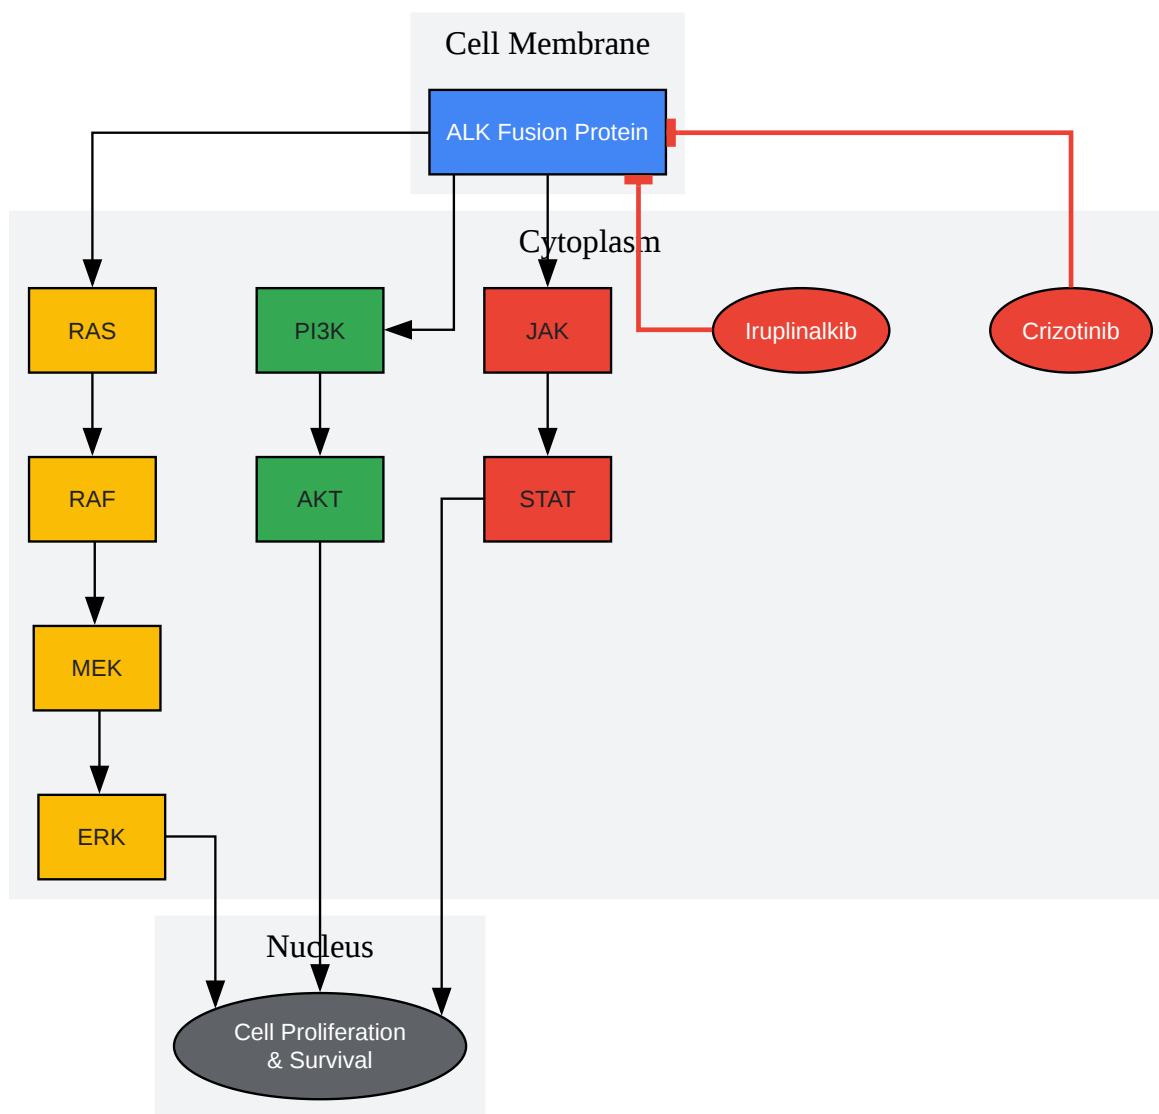 Cell Membrane
ALK Fusion Protein
Cytoplasm
RAS
PI3K
JAK
Iruplinalkib
Crizotinib
RAF
AKT
STAT
MEK
ERK
Nucleus
Cell Proliferation
& Survival